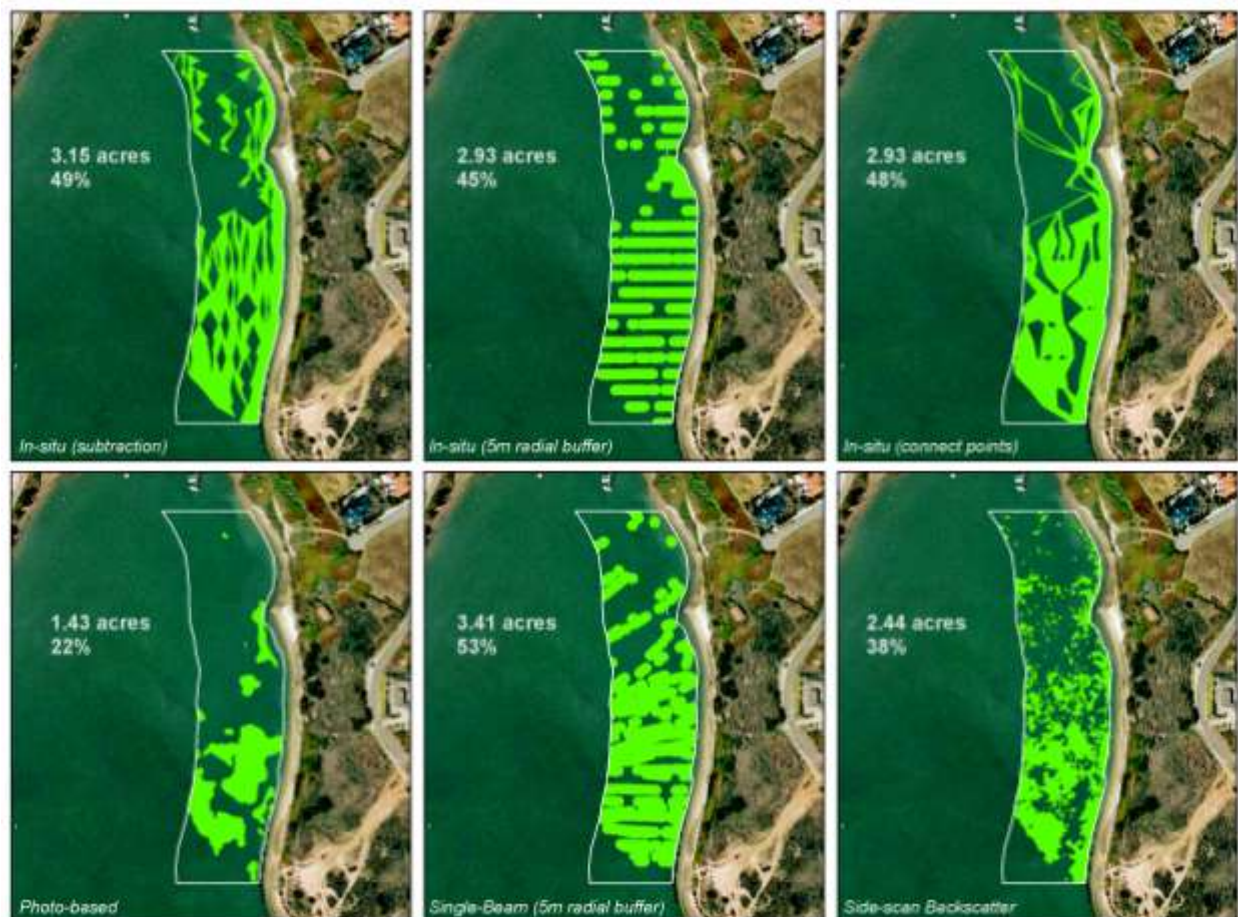 3.15 acres
49%
In-situ (subtraction)
2.93 acres
45%
In-situ (5m radial buffer)
2.93 acres
48%
In-situ (connect points)
1.43 acres
22%
Photo-based
3.41 acres
53%
Single-Beam (5m radial buffer)
2.44 acres
38%
Side-scan Backscatter